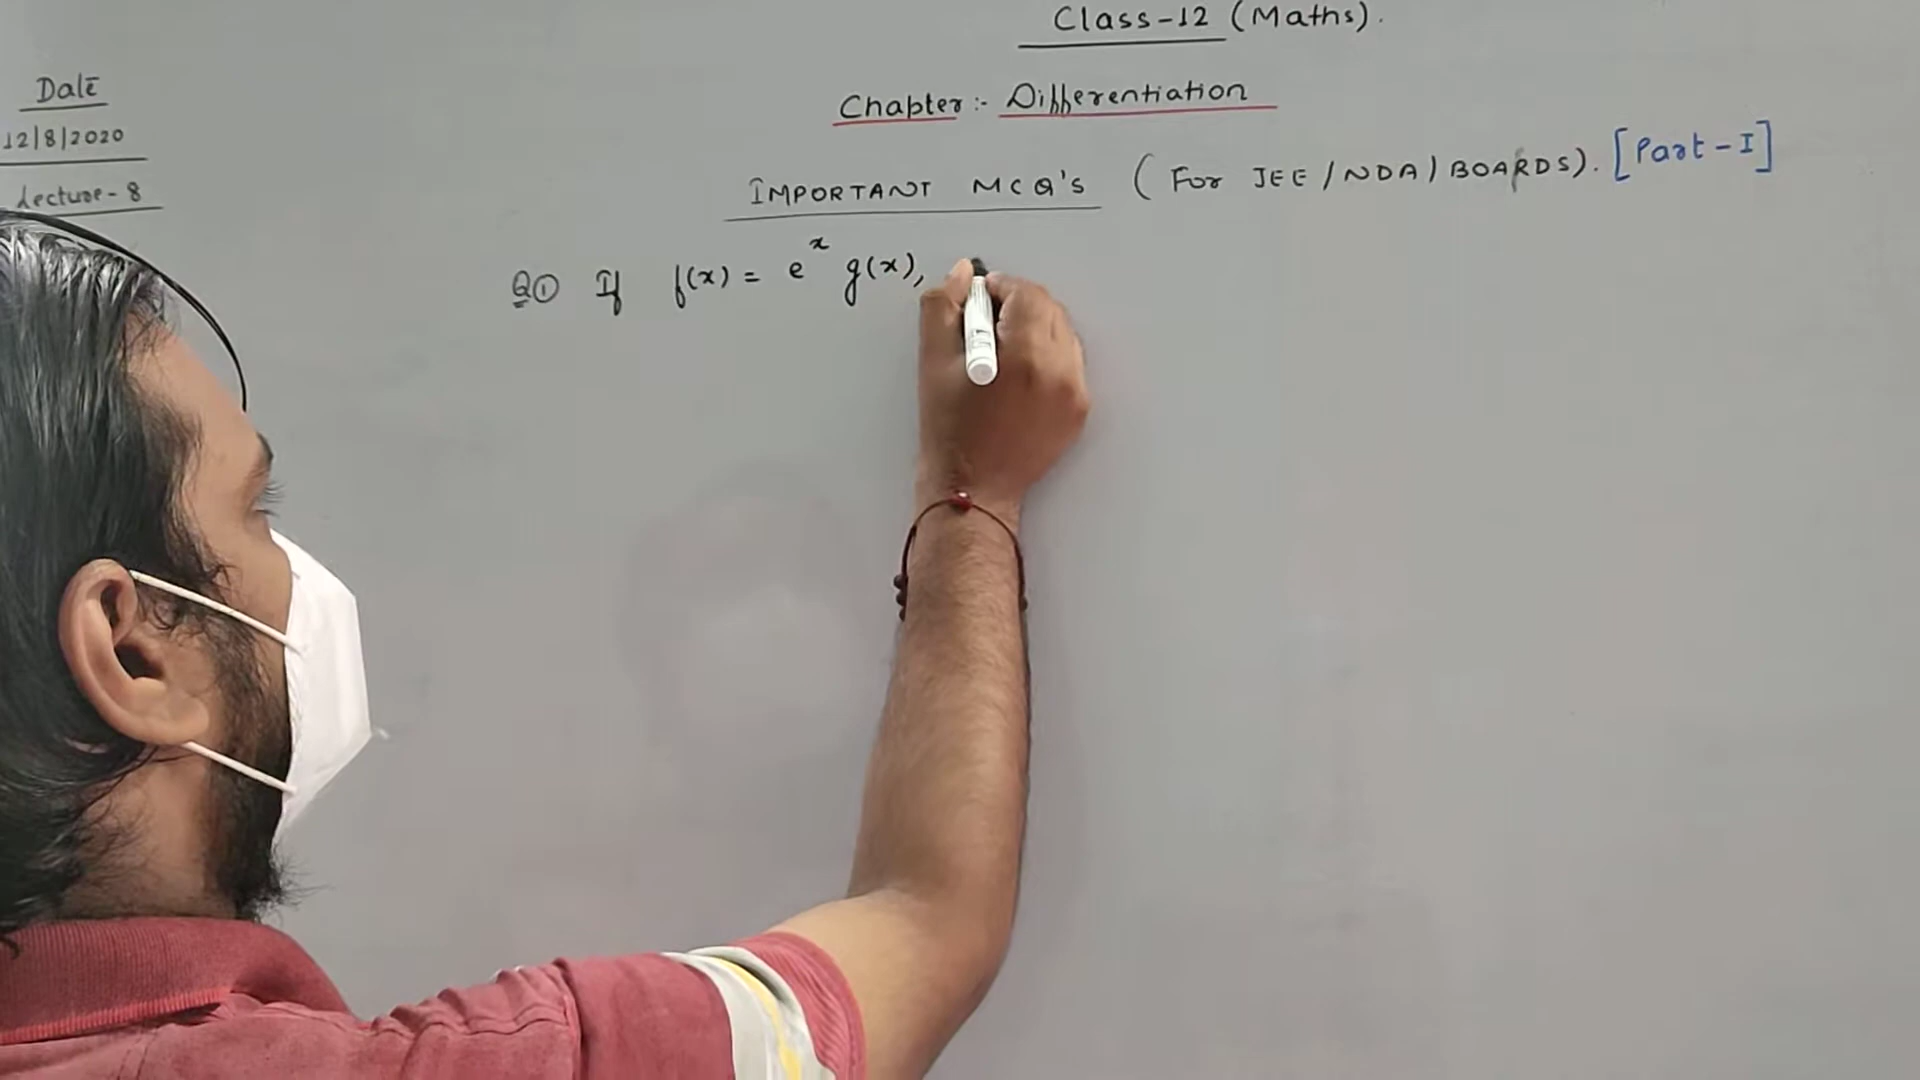 Class-12 (Maths).
Date
12/8/2020
Lecture-8
Chapter:- Differentiation
IMPORTANT MCQ's (For JEE/NDA/BOARDS). [Part-I]
Q① If f(x) = e^x g(x),